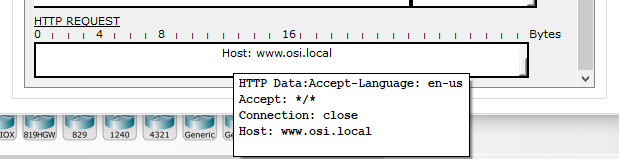 HTTP REQUEST
0 4 8 16 Bytes
Host: www.osi.local
HTTP Data:Accept-Language: en-us
Accept: */*
Connection: close
Host: www.osi.local
IOX 819HGW 829 1240 4321 Generic Ge